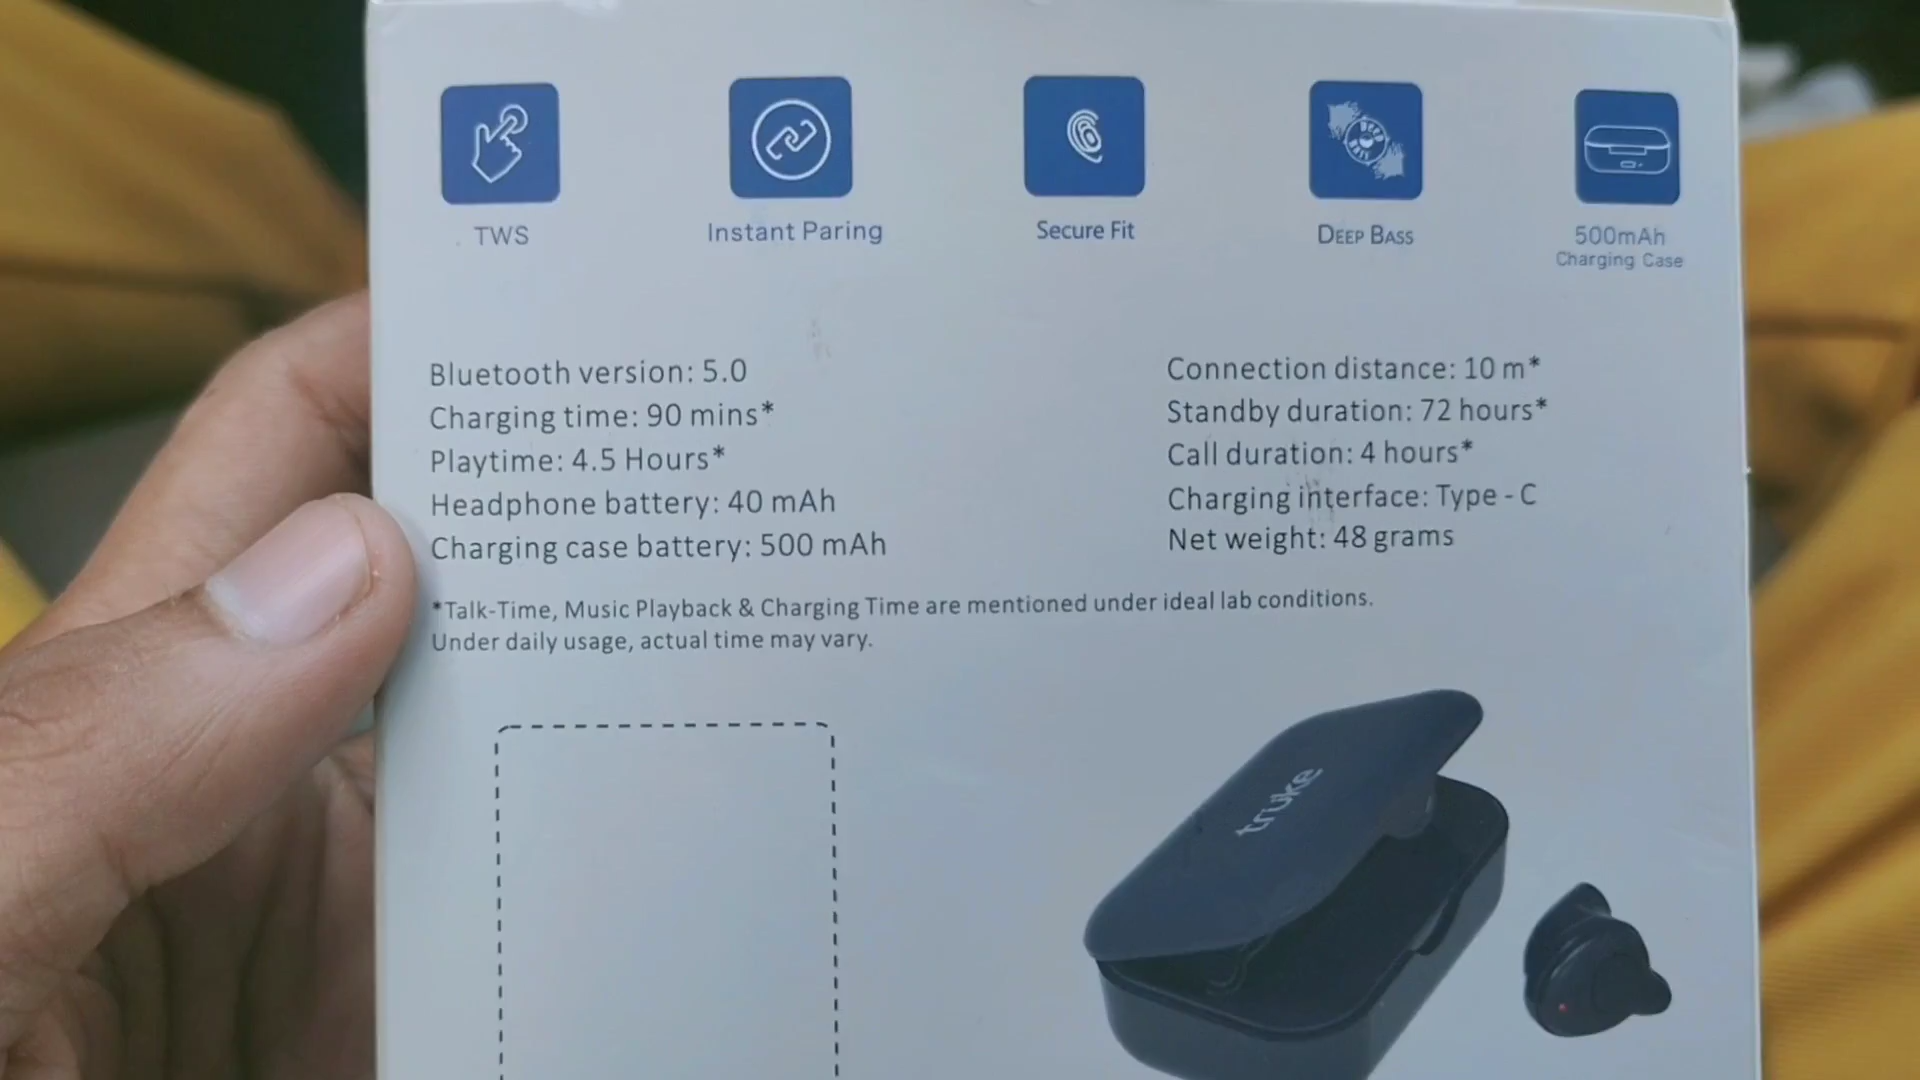 TWS
Instant Paring
Secure Fit
DEEP BASS
500mAh
Charging Case
Bluetooth version: 5.0
Charging time: 90 mins*
Playtime: 4.5 Hours*
Headphone battery: 40 mAh
Charging case battery: 500 mAh
Connection distance: 10 m*
Standby duration: 72 hours*
Call duration: 4 hours*
Charging interface: Type - C
Net weight: 48 grams
*Talk-Time, Music Playback & Charging Time are mentioned under ideal lab conditions.
Under daily usage, actual time may vary.
truke